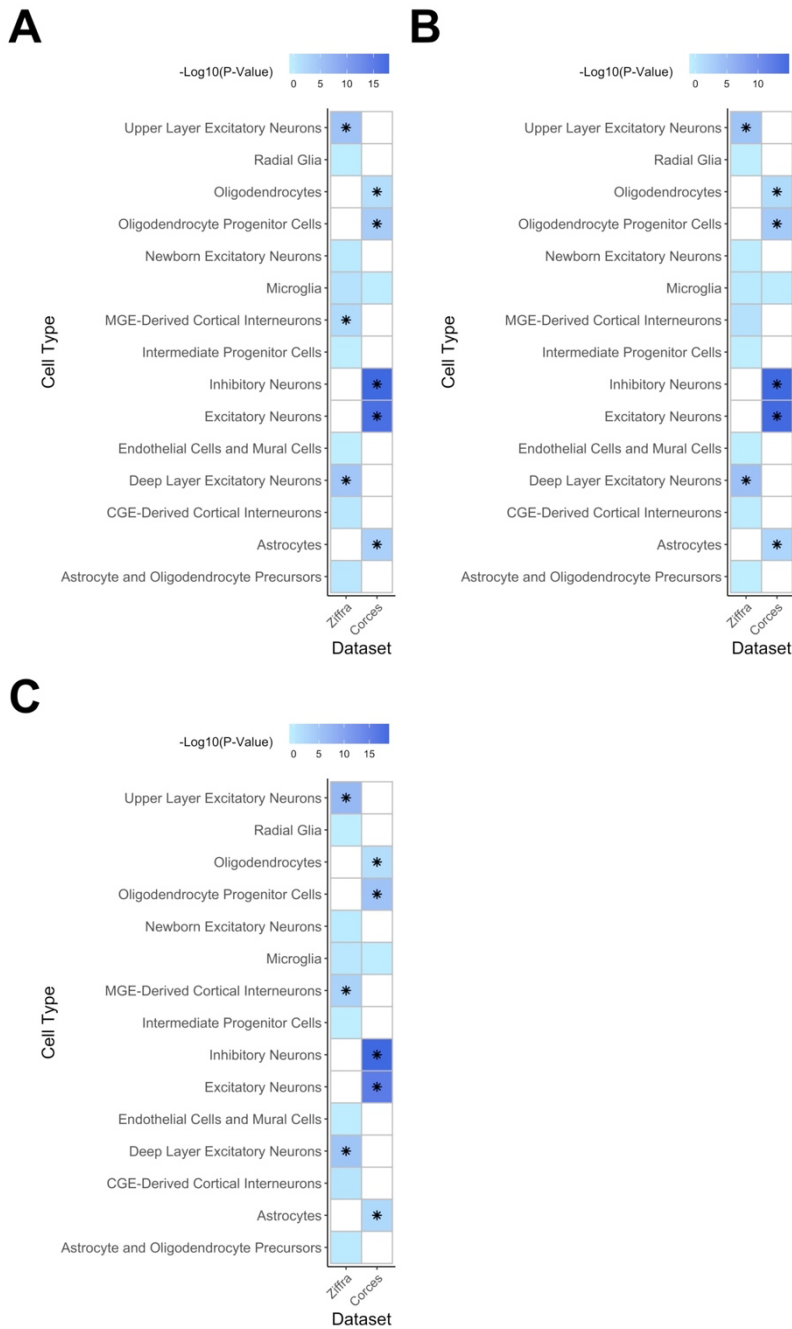 A
-Log10(P-Value)
0 5 10 15
Upper Layer Excitatory Neurons
Radial Glia
Oligodendrocytes
Oligodendrocyte Progenitor Cells
Newborn Excitatory Neurons
Microglia
MGE-Derived Cortical Interneurons
Intermediate Progenitor Cells
Inhibitory Neurons
Excitatory Neurons
Endothelial Cells and Mural Cells
Deep Layer Excitatory Neurons
CGE-Derived Cortical Interneurons
Astrocytes
Astrocyte and Oligodendrocyte Precursors
Cell Type
Ziffra Corces
Dataset
B
-Log10(P-Value)
0 5 10
Upper Layer Excitatory Neurons
Radial Glia
Oligodendrocytes
Oligodendrocyte Progenitor Cells
Newborn Excitatory Neurons
Microglia
MGE-Derived Cortical Interneurons
Intermediate Progenitor Cells
Inhibitory Neurons
Excitatory Neurons
Endothelial Cells and Mural Cells
Deep Layer Excitatory Neurons
CGE-Derived Cortical Interneurons
Astrocytes
Astrocyte and Oligodendrocyte Precursors
Cell Type
Ziffra Corces
Dataset
C
-Log10(P-Value)
0 5 10 15
Upper Layer Excitatory Neurons
Radial Glia
Oligodendrocytes
Oligodendrocyte Progenitor Cells
Newborn Excitatory Neurons
Microglia
MGE-Derived Cortical Interneurons
Intermediate Progenitor Cells
Inhibitory Neurons
Excitatory Neurons
Endothelial Cells and Mural Cells
Deep Layer Excitatory Neurons
CGE-Derived Cortical Interneurons
Astrocytes
Astrocyte and Oligodendrocyte Precursors
Cell Type
Ziffra Corces
Dataset